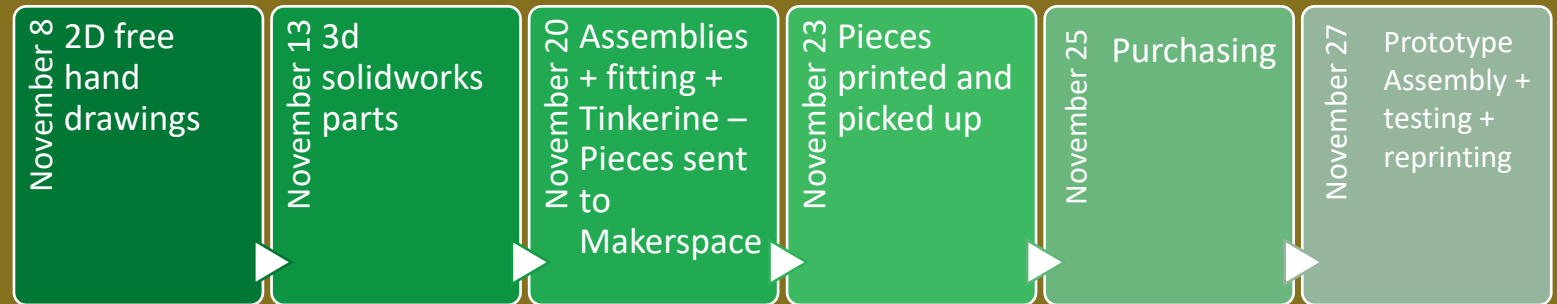 November 8
2D free
hand
drawings
November 13
3d
solidworks
parts
November 20
Assemblies
+ fitting +
Tinkerine –
Pieces sent
to
Makerspace
November 23
Pieces
printed and
picked up
November 25
Purchasing
November 27
Prototype
Assembly +
testing +
reprinting